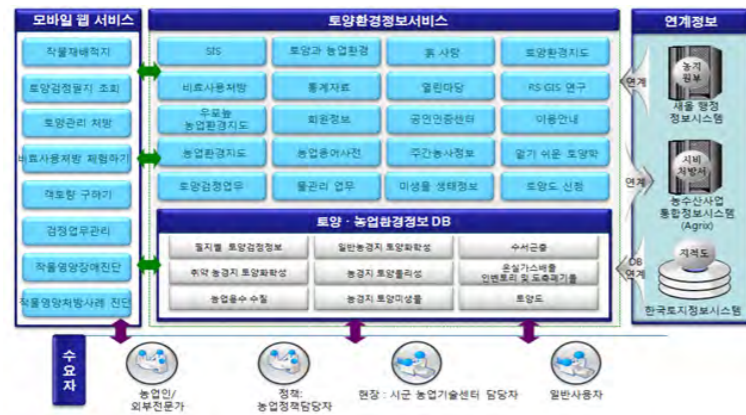 모바일 웹 서비스
작물재배적지
토양검정필지 조회
토양관리 처방
비료사용처방 체험하기
객토량 구하기
검정업무관리
작물영양장애진단
작물영양처방사례 진단
토양환경정보서비스
SIS
토양과 농업환경
흙 사랑
토양환경지도
비료사용처방
통계자료
열린마당
RS·GIS 연구
농업환경지도
회원정보
공인인증센터
이용안내
농업환경지도
농업용어사전
주간농사정보
알기 쉬운 토양학
토양검정업무
물관리 업무
미생물 생태정보
토양도 신청
토양 · 농업환경정보 DB
필지별 토양검정정보
일반농경지 토양화학성
수서곤충
취약 농경지 토양화학성
농경지 토양물리성
온실가스배출
인벤토리 및 도축폐기물
농업용수 수질
농경지 토양미생물
토양도
연계정보
연계
농지
원부
새올 행정
정보시스템
연계
지비
처방서
농수산사업
통합정보시스템
(Agrix)
DB
연계
지적도
한국토지정보시스템
수요자
농업인/
외부전문가
정책:
농업정책담당자
현장 : 시군 농업기술센터 담당자
일반사용자